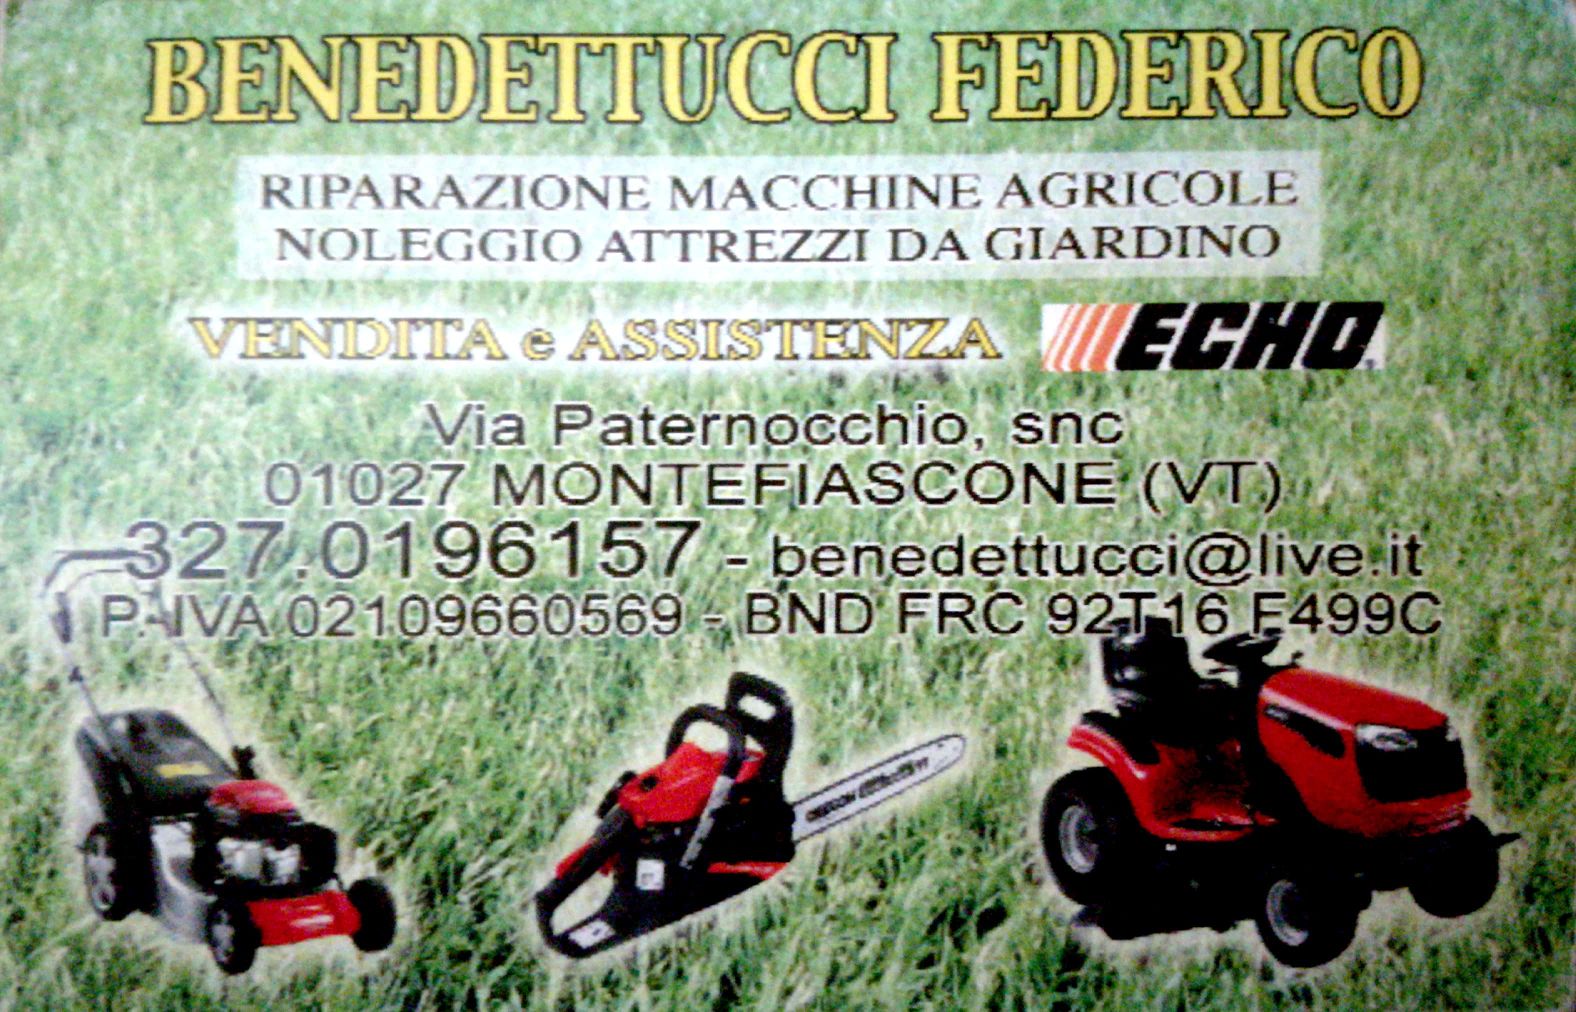 BENEDETTUCCI FEDERICO
RIPARAZIONE MACCHINE AGRICOLE
NOLEGGIO ATTREZZI DA GIARDINO
VENDITA e ASSISTENZA ECHO
Via Paternocchio, snc
01027 MONTEFIASCONE (VT)
327.0196157 - benedettucci@live.it
P. IVA 02109660569 - BND FRC 92T16 F499C
OREGON